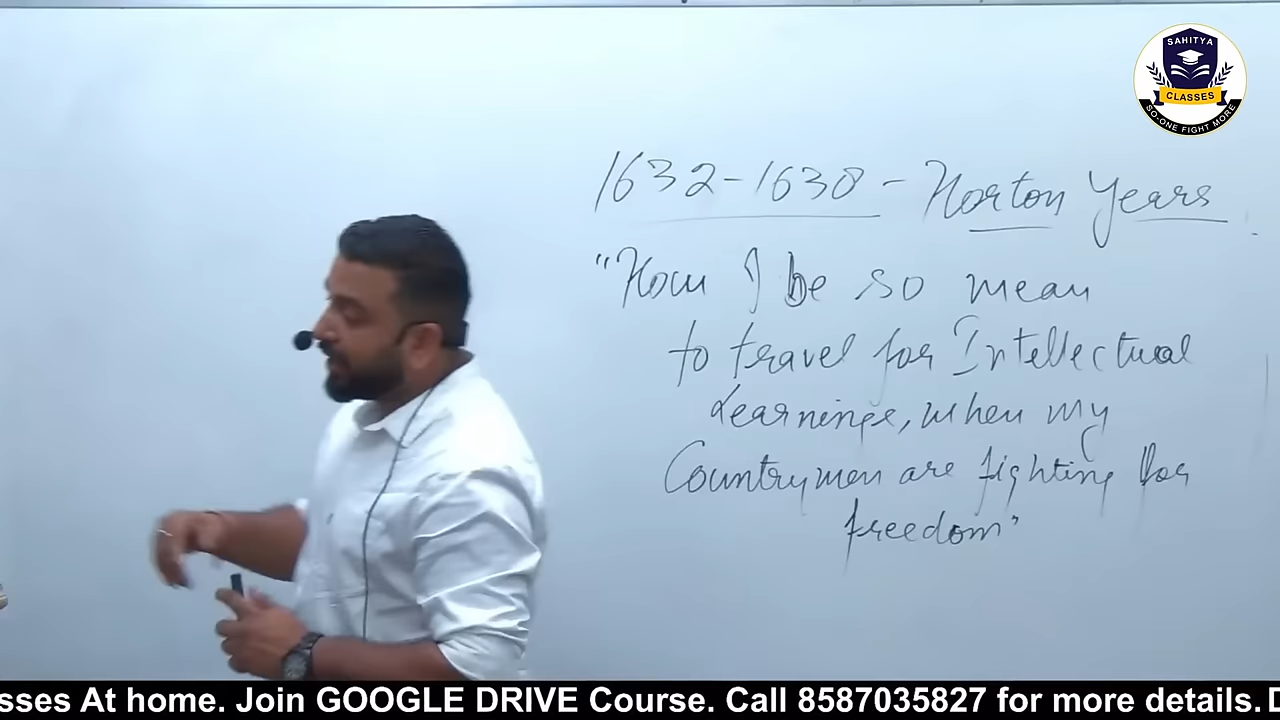 SAHITYA
CLASSES
SO-ONE FIGHT MORE
1632-1638 - Horton Years
"How I be so mean
to travel for Intellectual
Learnings, when my
Countrymen are fighting for
freedom"
sses At home. Join GOOGLE DRIVE Course. Call 8587035827 for more details. D